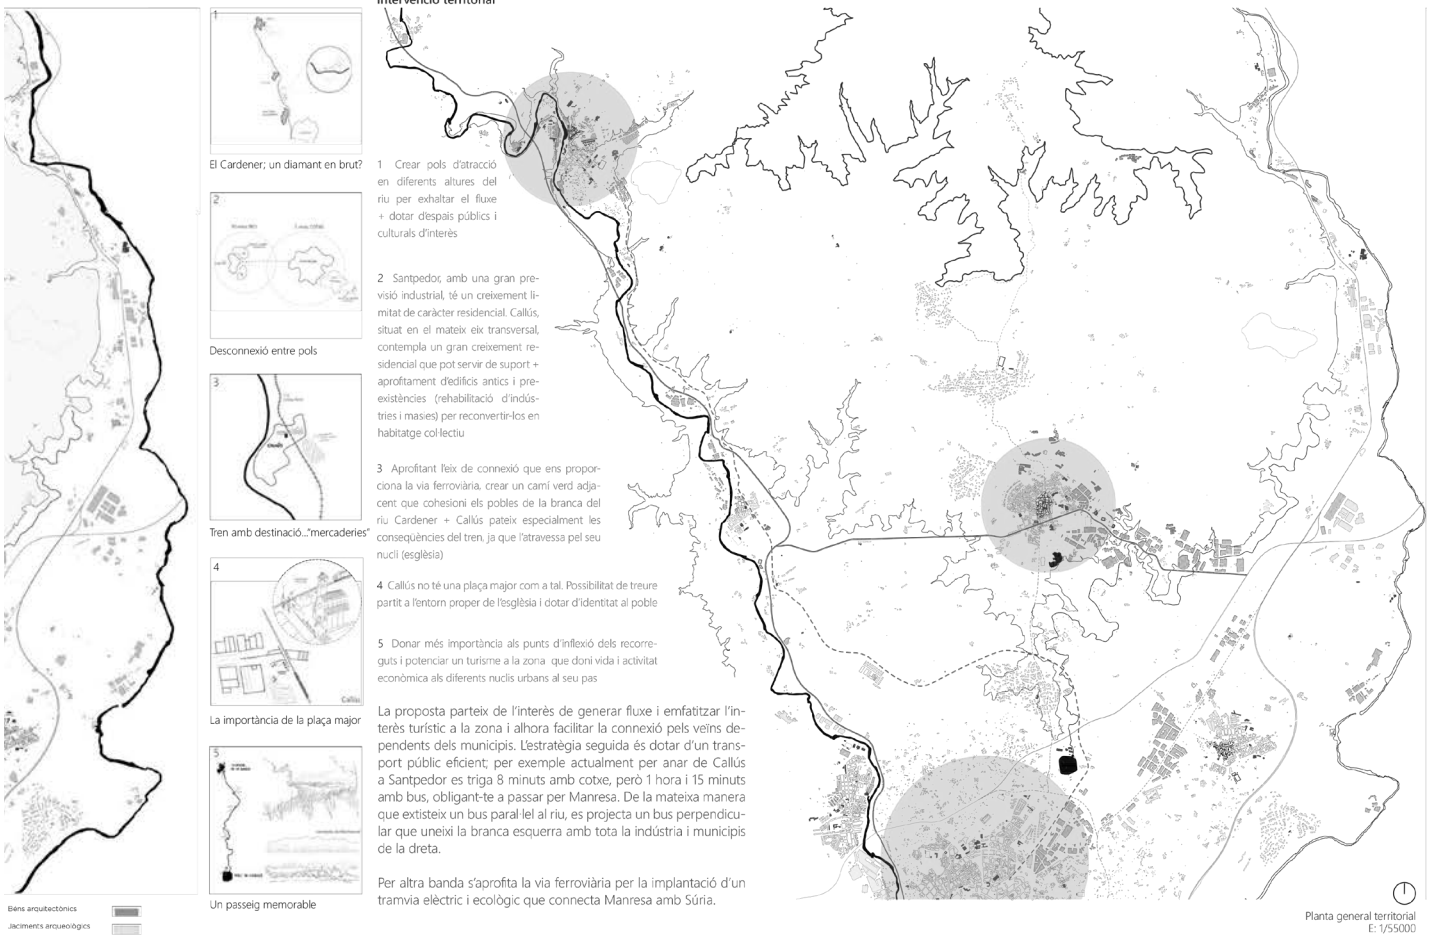 Intervenció territorial
1
El Cardener; un diamant en brut?
2
Desconnexió entre pols
3
Tren amb destinació..."mercaderies"
4
Callús
La importància de la plaça major
5
Un passeig memorable
1 Crear pols d'atracció
en diferents altures del
riu per exhaltar el fluxe
+ dotar d'espais públics i
culturals d'interès
2 Santpedor, amb una gran pre-
visió industrial, té un creixement li-
mitat de caràcter residencial. Callús,
situat en el mateix eix transversal,
contempla un gran creixement re-
sidencial que pot servir de suport +
aprofitament d'edificis antics i pre-
existències (rehabilitació d'indús-
tries i masies) per reconvertir-los en
habitatge col·lectiu
3 Aprofitant l'eix de connexió que ens propor-
ciona la via ferroviària, crear un camí verd adja-
cent que cohesioni els pobles de la branca del
riu Cardener + Callús pateix especialment les
conseqüències del tren, ja que l'atravessa pel seu
nucli (esglèsia)
4 Callús no té una plaça major com a tal. Possibilitat de treure
partit a l'entorn proper de l'esglèsia i dotar d'identitat al poble
5 Donar més importància als punts d'inflexió dels recorre-
guts i potenciar un turisme a la zona que doni vida i activitat
econòmica als diferents nuclis urbans al seu pas
La proposta parteix de l'interès de generar fluxe i emfatitzar l'in-
terès turístic a la zona i alhora facilitar la connexió pels veïns de-
pendents dels municipis. L'estratègia seguida és dotar d'un trans-
port públic eficient; per exemple actualment per anar de Callús
a Santpedor es triga 8 minuts amb cotxe, però 1 hora i 15 minuts
amb bus, obligant-te a passar per Manresa. De la mateixa manera
que extisteix un bus paral·lel al riu, es projecta un bus perpendicu-
lar que uneixi la branca esquerra amb tota la indústria i municipis
de la dreta.
Per altra banda s'aprofita la via ferroviària per la implantació d'un
tramvia elèctric i ecològic que connecta Manresa amb Súria.
Béns arquitectònics
Jaciments arqueològics
Planta general territorial
E: 1/55000